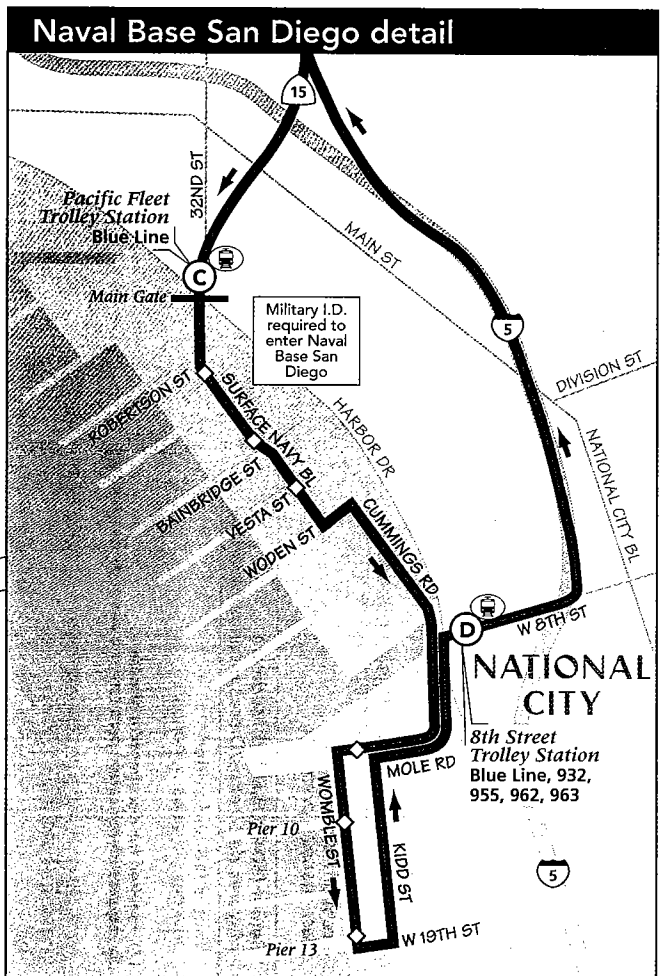 Naval Base San Diego detail
15
32ND ST
Pacific Fleet
Trolley Station
Blue Line
MAIN ST
C
Main Gate
Military I.D.
required to
enter Naval
Base San
Diego
5
DIVISION ST
ROBERTSON ST
SURFACE NAVY BL
HARBOR DR
NATIONAL CITY BL
BAINBRIDGE ST
VESTA ST
WODEN ST
CUMMINGS RD
D
W 8TH ST
NATIONAL
CITY
8th Street
Trolley Station
Blue Line, 932,
955, 962, 963
MOLE RD
WOMBLE ST
Pier 10
KIDD ST
5
W 19TH ST
Pier 13